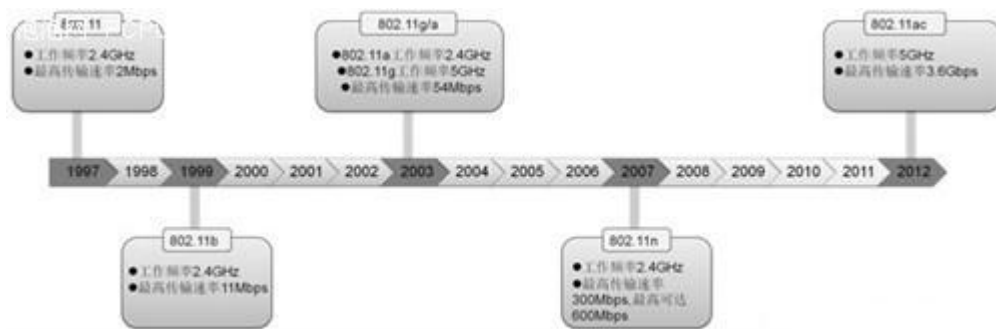 802.11
●工作频率2.4GHz
●最高传输速率2Mbps
802.11g/a
●802.11a工作频率2.4GHz
●802.11g工作频率5GHz
●最高传输速率54Mbps
802.11ac
●工作频率5GHz
●最高传输速率3.6Gbps
1997 1998 1999 2000 2001 2002 2003 2004 2005 2006 2007 2008 2009 2010 2011 2012
802.11b
●工作频率2.4GHz
●最高传输速率11Mbps
802.11n
●工作频率2.4GHz
●最高传输速率
300Mbps,最高可达
600Mbps